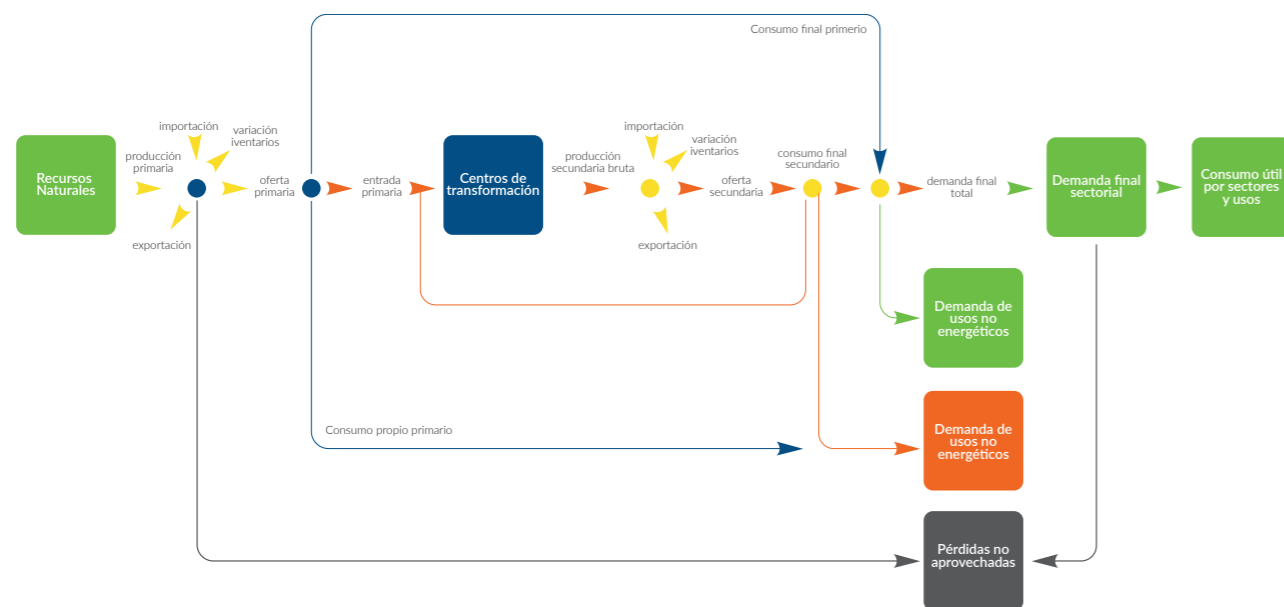 Consumo final primerio
importación
variación
iventarios
Recursos
Naturales
producción
primaria
oferta
primaria
exportación
entrada
primaria
Centros de
transformación
producción
secundaria bruta
importación
variación
iventarios
oferta
secundaria
exportación
consumo final
secundario
demanda final
total
Demanda final
sectorial
Consumo útil
por sectores
y usos
Demanda de
usos no
energéticos
Consumo propio primario
Demanda de
usos no
energéticos
Pérdidas no
aprovechadas